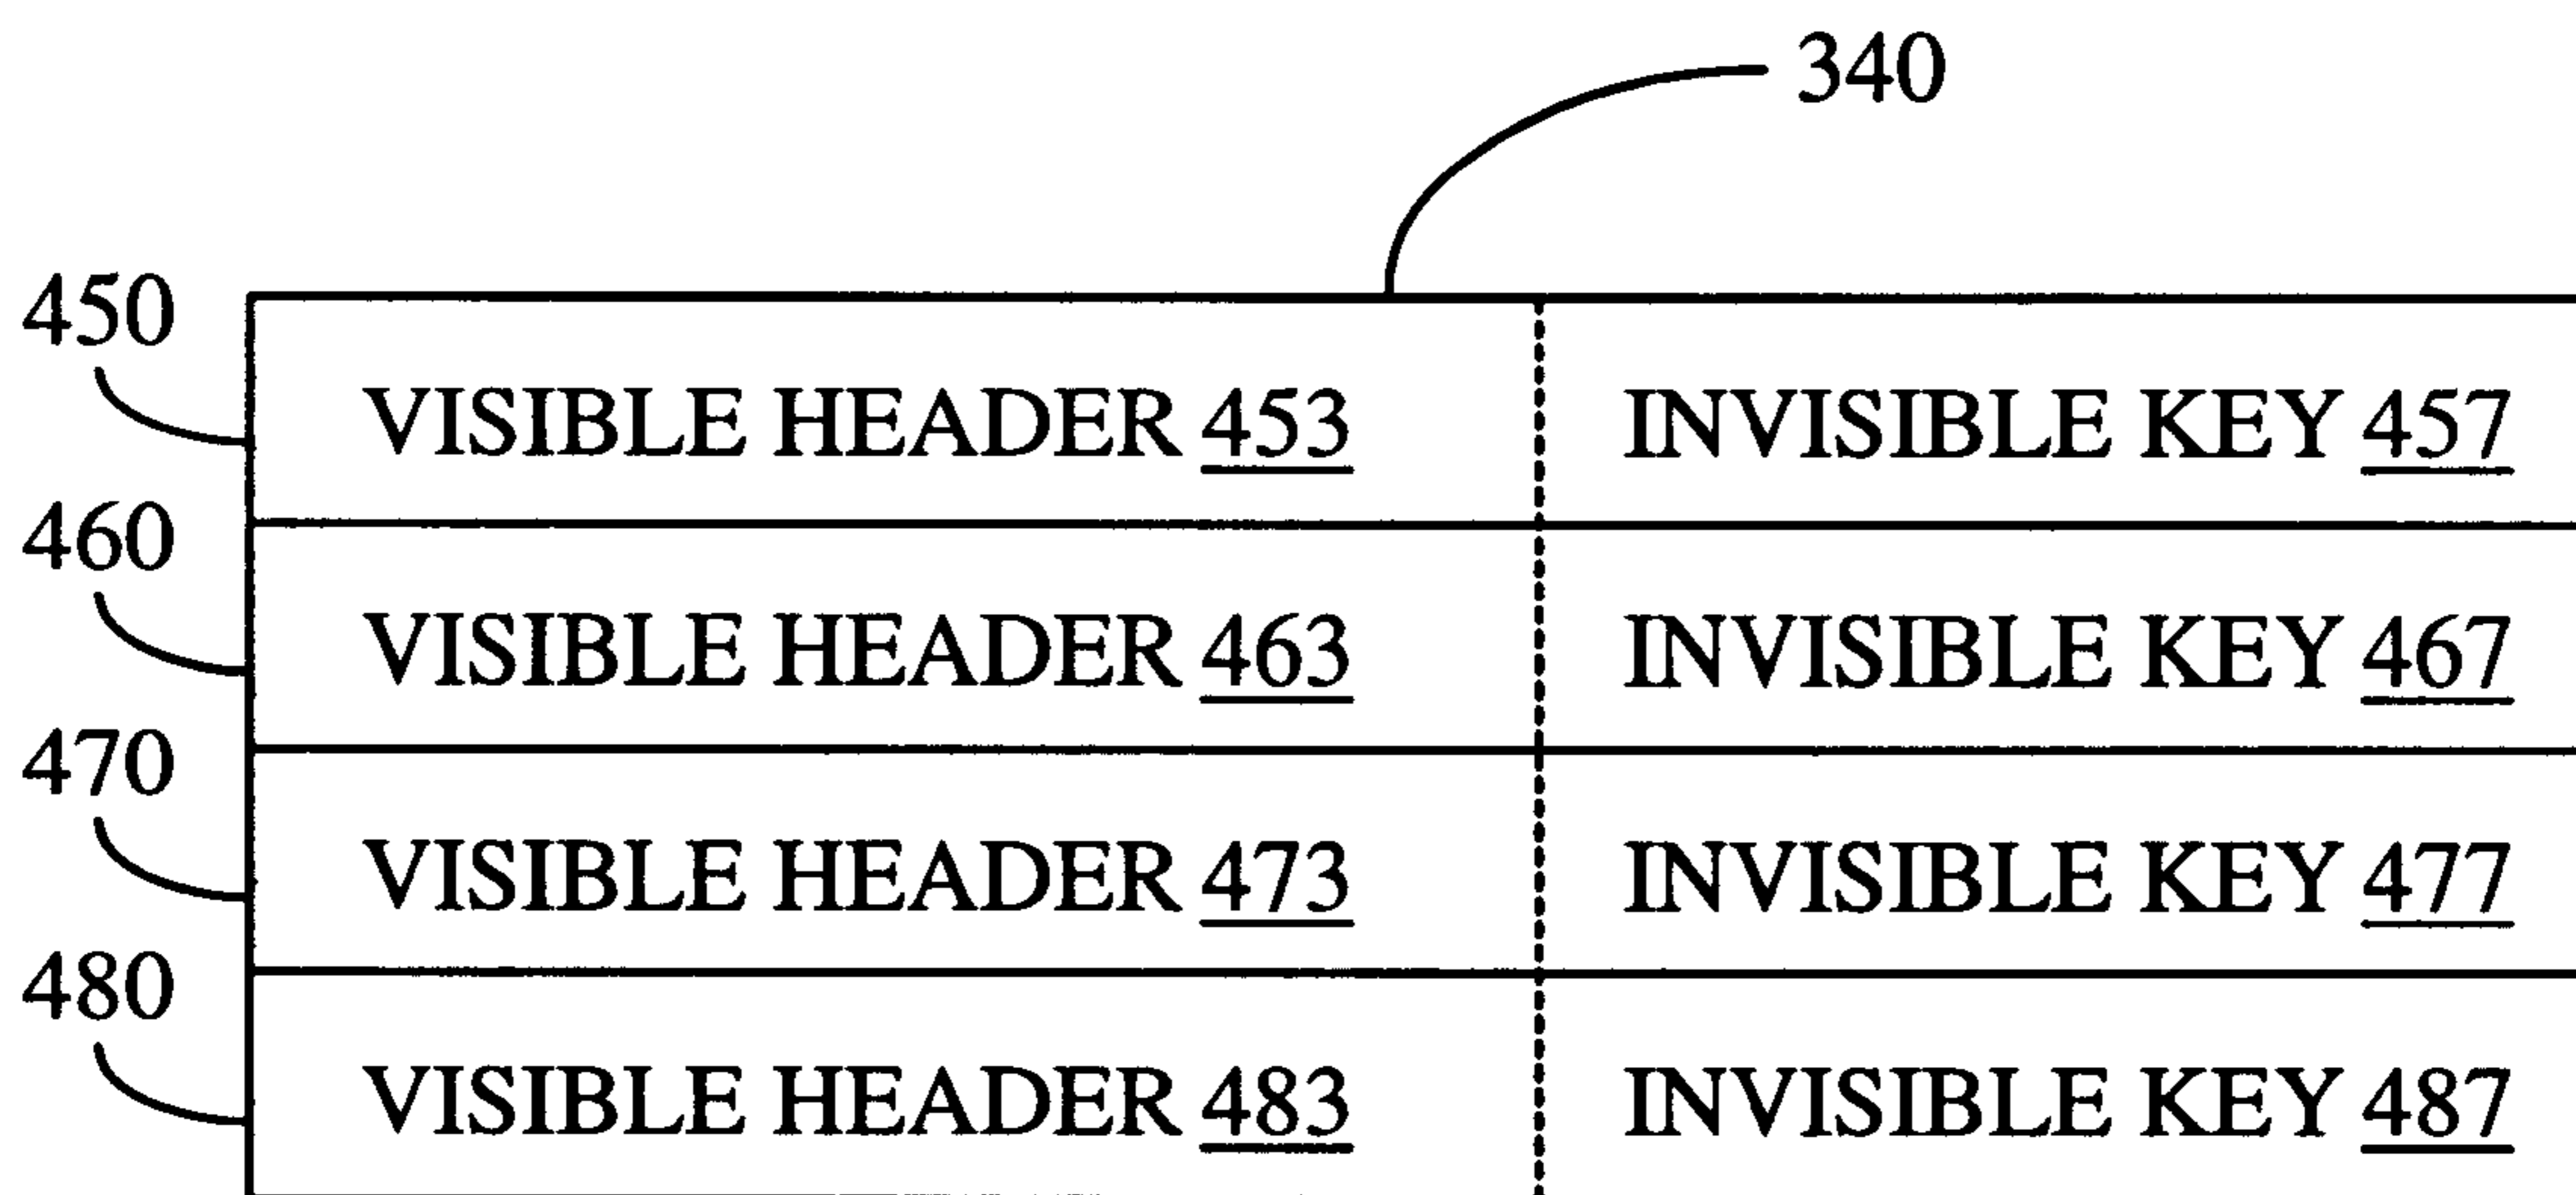 340
450
VISIBLE HEADER 453 INVISIBLE KEY 457
460
VISIBLE HEADER 463 INVISIBLE KEY 467
470
VISIBLE HEADER 473 INVISIBLE KEY 477
480
VISIBLE HEADER 483 INVISIBLE KEY 487